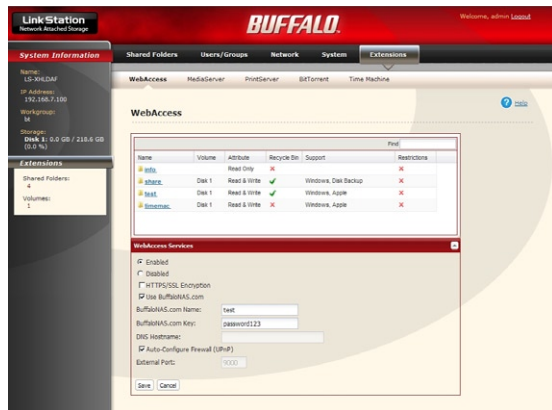 LinkStation
Network Attached Storage
BUFFALO
Welcome, admin Logout
System Information
Shared Folders Users/Groups Network System Extensions
WebAccess MediaServer PrintServer BitTorrent Time Machine
Name:
LS-XHLDAF
IP Address:
192.168.7.100
Workgroup:
bt
Storage:
Disk 1: 0.0 GB / 218.6 GB
(0.0 %)
Extensions
Shared Folders:
4
Volumes:
1
Help
WebAccess
Find
Name Volume Attribute Recycle Bin Support Restrictions
info Read Only
share Disk 1 Read & Write Windows, Disk Backup
test Disk 1 Read & Write Windows, Apple
timemac Disk 1 Read & Write Windows, Apple
WebAccess Services
Enabled
Disabled
HTTPS/SSL Encryption
Use BuffaloNAS.com
BuffaloNAS.com Name: test
BuffaloNAS.com Key: password123
DNS Hostname:
Auto-Configure Firewall (UPnP)
External Port: 9000
Save Cancel